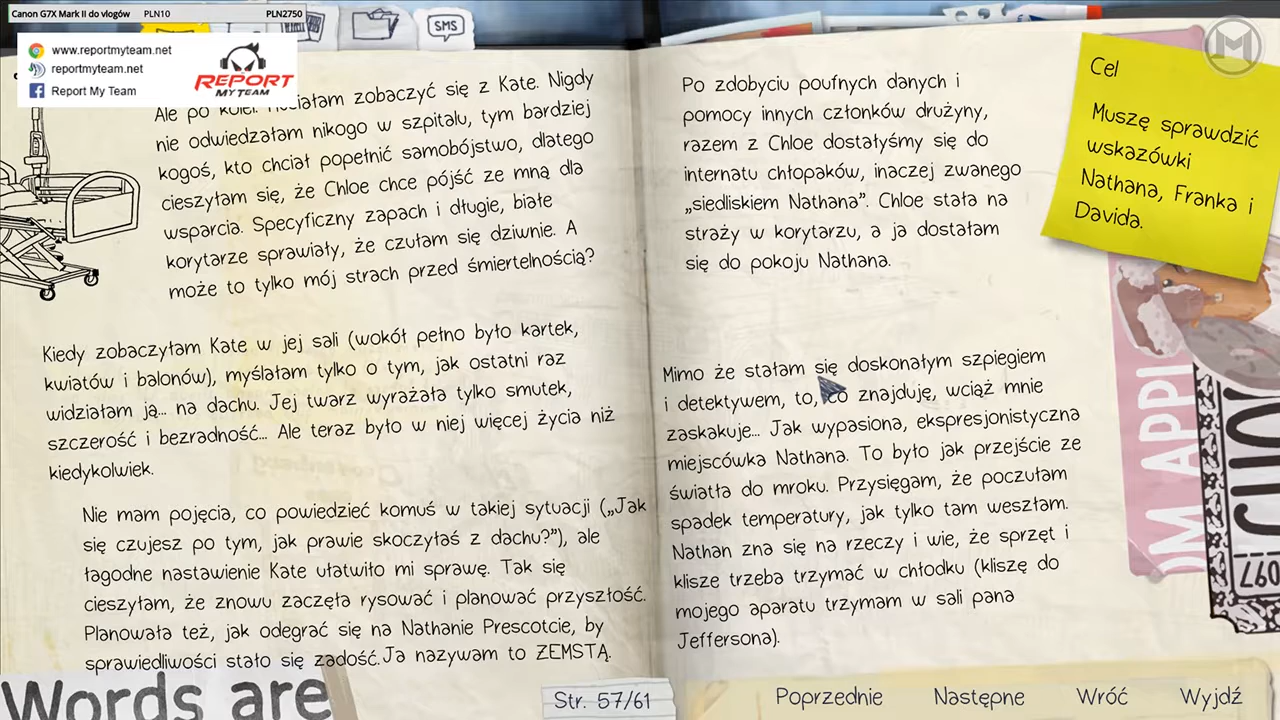 Canon G7X Mark II do vlogów PLN10 PLN2750
www.reportmyteam.net
reportmyteam.net
Report My Team
REPORT
MY TEAM
SMS
Ale po kolei. zobaczyć się z Kate. Nigdy
nie odwiedzałam nikogo w szpitalu, tym bardziej
kogoś, kto chciał popełnić samobójstwo, dlatego
cieszyłam się, że Chloe chce pójść ze mną dla
wsparcia. Specyficzny zapach i długie, białe
korytarze sprawiały, że czułam się dziwnie. A
może to tylko mój strach przed śmiertelnością?
Kiedy zobaczyłam Kate w jej sali (wokół pełno było kartek,
kwiatów i balonów), myślałam tylko o tym, jak ostatni raz
widziałam ją... na dachu. Jej twarz wyrażała tylko smutek,
szczerość i bezradność... Ale teraz było w niej więcej życia niż
kiedykolwiek.
Nie mam pojęcia, co powiedzieć komuś w takiej sytuacji („Jak
się czujesz po tym, jak prawie skoczyłaś z dachu?”), ale
łagodne nastawienie Kate ułatwiło mi sprawę. Tak się
cieszyłam, że znowu zaczęła rysować i planować przyszłość.
Planowała też, jak odegrać się na Nathanie Prescotcie, by
sprawiedliwości stało się zadość. Ja nazywam to ZEMSTĄ.
Words are
Po zdobyciu poufnych danych i
pomocy innych członków drużyny,
razem z Chloe dostałyśmy się do
internatu chłopaków, inaczej zwanego
„siedliskiem Nathana”. Chloe stała na
straży w korytarzu, a ja dostałam
się do pokoju Nathana.
Mimo że stałam się doskonałym szpiegiem
i detektywem, to, co znajduję, wciąż mnie
zaskakuje... Jak wypasiona, ekspresjonistyczna
miejscówka Nathana. To było jak przejście ze
światła do mroku. Przysięgam, że poczułam
spadek temperatury, jak tylko tam weszłam.
Nathan zna się na rzeczy i wie, że sprzęt i
klisze trzeba trzymać w chłodku (kliszę do
mojego aparatu trzymam w sali pana
Jeffersona).
Cel
Muszę sprawdzić
wskazówki
Nathana, Franka i
Davida.
OM APPL
Str. 57/61
Poprzednie Następne Wróć Wyjdź